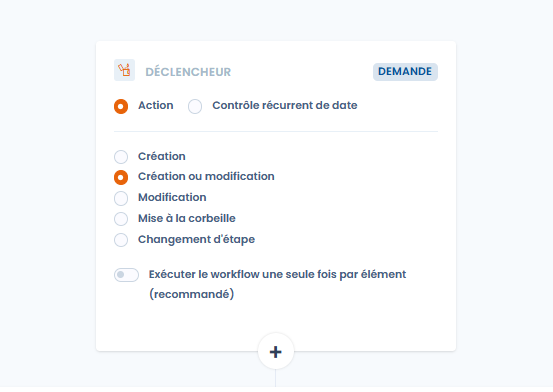 DÉCLENCHEUR DEMANDE
Action Contrôle récurrent de date
Création
Création ou modification
Modification
Mise à la corbeille
Changement d'étape
Exécuter le workflow une seule fois par élément
(recommandé)
+